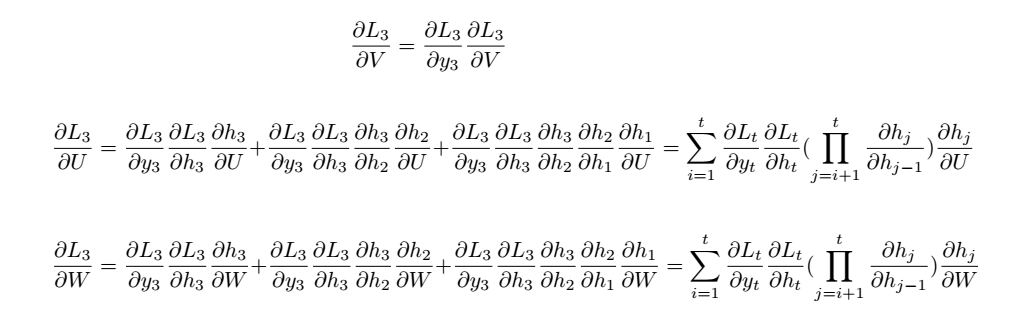 ∂L₃/∂V = ∂L₃/∂y₃ ∂L₃/∂V
∂L₃/∂U = ∂L₃/∂y₃ ∂L₃/∂h₃ ∂h₃/∂U + ∂L₃/∂y₃ ∂L₃/∂h₃ ∂h₃/∂h₂ ∂h₂/∂U + ∂L₃/∂y₃ ∂L₃/∂h₃ ∂h₃/∂h₂ ∂h₂/∂h₁ ∂h₁/∂U = ∑_{i=1}^{t} ∂L_t/∂y_t ∂L_t/∂h_t (∏_{j=i+1}^{t} ∂h_j/∂h_{j−1}) ∂h_j/∂U
∂L₃/∂W = ∂L₃/∂y₃ ∂L₃/∂h₃ ∂h₃/∂W + ∂L₃/∂y₃ ∂L₃/∂h₃ ∂h₃/∂h₂ ∂h₂/∂W + ∂L₃/∂y₃ ∂L₃/∂h₃ ∂h₃/∂h₂ ∂h₂/∂h₁ ∂h₁/∂W = ∑_{i=1}^{t} ∂L_t/∂y_t ∂L_t/∂h_t (∏_{j=i+1}^{t} ∂h_j/∂h_{j−1}) ∂h_j/∂W